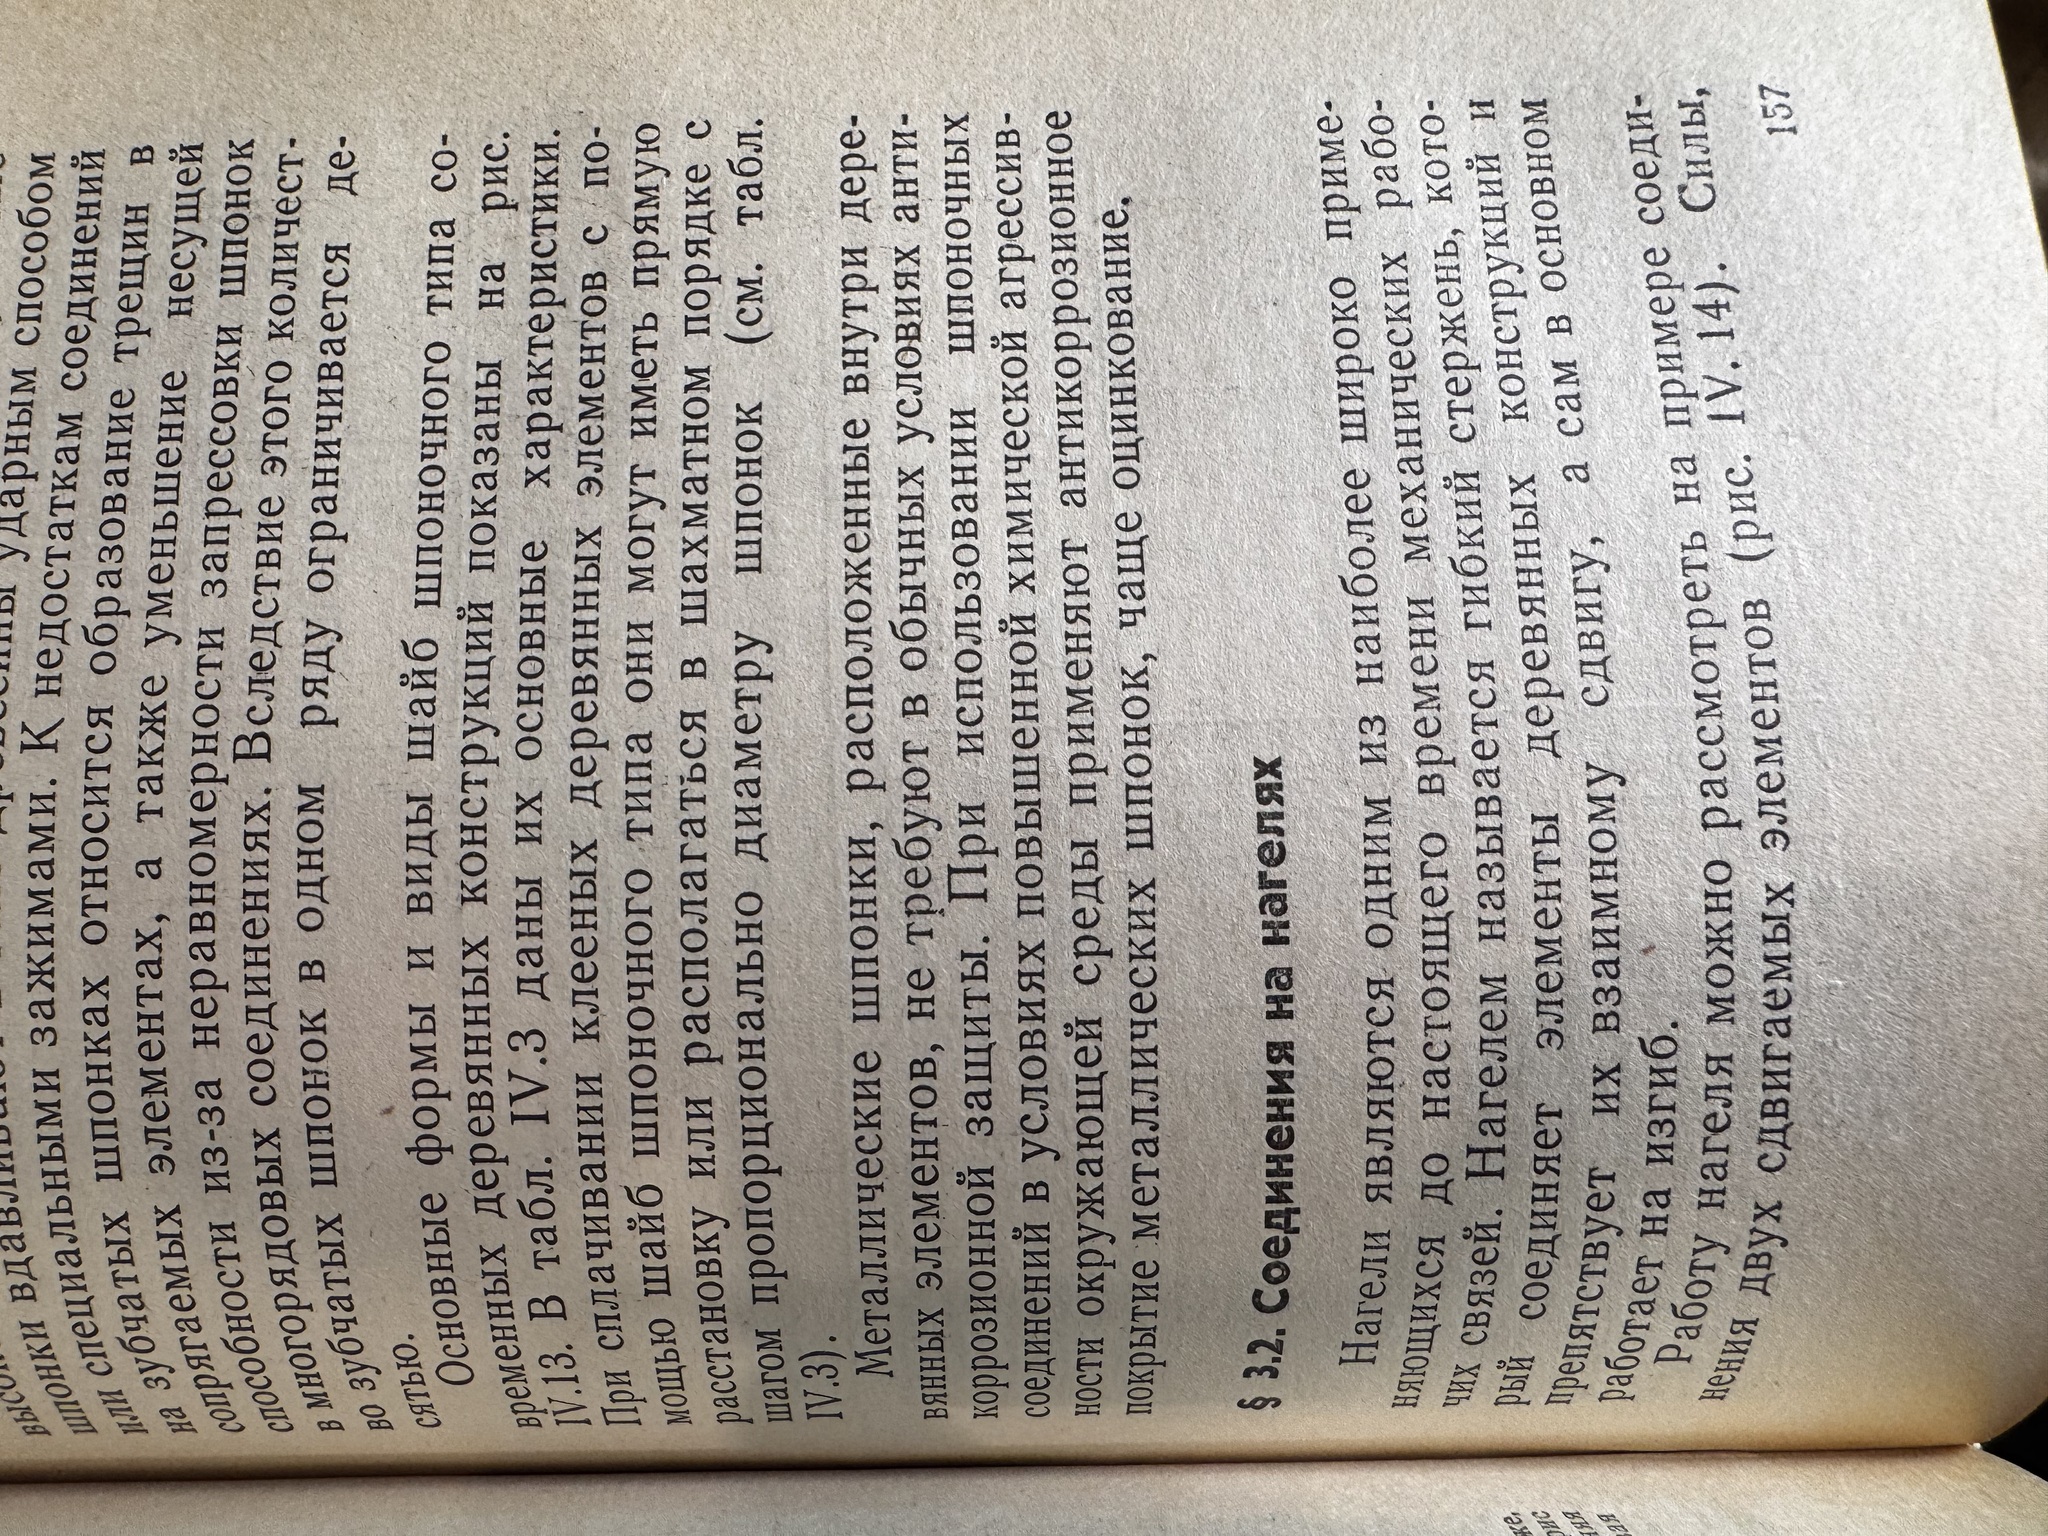 шпонки вдавливают
ударным способом
специальными зажимами. К недостаткам соединений
или зубчатых шпонках относится образование трещин в
на зубчатых элементах, а также уменьшение несущей
сопрягаемых из-за неравномерности запрессовки шпонок
способности соединениях. Вследствие этого количест-
в многорядовых шпонок в одном ряду ограничивается де-
во зубчатых
сятью.
Основные формы и виды шайб шпоночного типа со-
временных деревянных конструкций показаны на рис.
IV.13. В табл. IV.3 даны их основные характеристики.
При сплачивании клееных деревянных элементов с по-
мощью шайб шпоночного типа они могут иметь прямую
расстановку или располагаться в шахматном порядке с
шагом пропорционально диаметру шпонок (см. табл.
IV.3).
Металлические шпонки, расположенные внутри дере-
вянных элементов, не требуют в обычных условиях анти-
коррозионной защиты. При использовании шпоночных
соединений в условиях повышенной химической агрессив-
ности окружающей среды применяют антикоррозионное
покрытие металлических шпонок, чаще оцинкование.
§ 3.2. Соединения на нагелях
Нагели являются одним из наиболее широко приме-
няющихся до настоящего времени механических рабо-
чих связей. Нагелем называется гибкий стержень, кото-
рый соединяет элементы деревянных конструкций и
препятствует их взаимному сдвигу, а сам в основном
работает на изгиб.
Работу нагеля можно рассмотреть на примере соеди-
нения двух сдвигаемых элементов (рис. IV. 14). Силы,
157